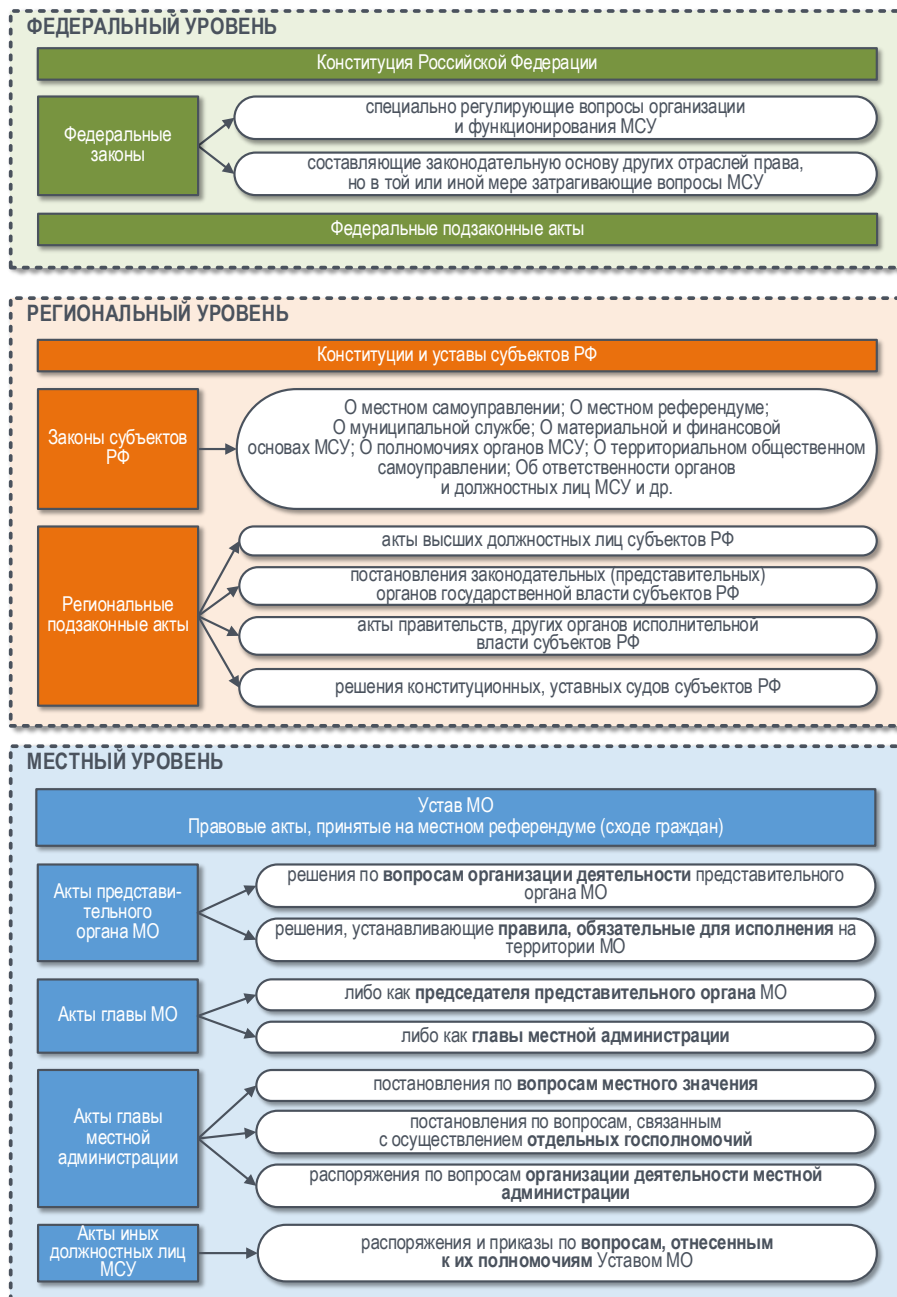 ФЕДЕРАЛЬНЫЙ УРОВЕНЬ
Конституция Российской Федерации
Федеральные
законы
специально регулирующие вопросы организации
и функционирования МСУ
составляющие законодательную основу других отраслей права,
но в той или иной мере затрагивающие вопросы МСУ
Федеральные подзаконные акты
РЕГИОНАЛЬНЫЙ УРОВЕНЬ
Конституции и уставы субъектов РФ
Законы субъектов
РФ
О местном самоуправлении; О местном референдуме;
О муниципальной службе; О материальной и финансовой
основах МСУ; О полномочиях органов МСУ; О территориальном общественном
самоуправлении; Об ответственности органов
и должностных лиц МСУ и др.
Региональные
подзаконные акты
акты высших должностных лиц субъектов РФ
постановления законодательных (представительных)
органов государственной власти субъектов РФ
акты правительств, других органов исполнительной
власти субъектов РФ
решения конституционных, уставных судов субъектов РФ
МЕСТНЫЙ УРОВЕНЬ
Устав МО
Правовые акты, принятые на местном референдуме (сходе граждан)
Акты представи-
тельного
органа МО
решения по вопросам организации деятельности представительного
органа МО
решения, устанавливающие правила, обязательные для исполнения на
территории МО
Акты главы МО
либо как председателя представительного органа МО
либо как главы местной администрации
Акты главы
местной
администрации
постановления по вопросам местного значения
постановления по вопросам, связанным
с осуществлением отдельных госполномочий
распоряжения по вопросам организации деятельности местной
администрации
Акты иных
должностных лиц
МСУ
распоряжения и приказы по вопросам, отнесенным
к их полномочиям Уставом МО